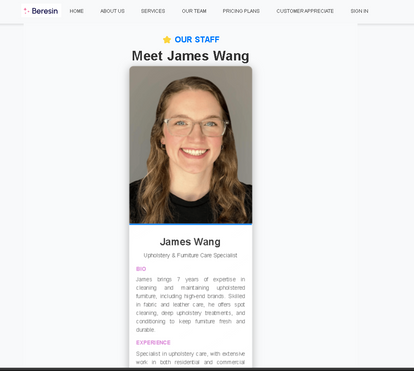 Beresin
HOME
ABOUT US
SERVICES
OUR TEAM
PRICING PLANS
CUSTOMER APPRECIATE
SIGN IN
OUR STAFF
Meet James Wang
James Wang
Upholstery & Furniture Care Specialist
BIO
James brings 7 years of expertise in
cleaning and maintaining upholstered
furniture, including high-end brands. Skilled
in fabric and leather care, he offers spot
cleaning, deep upholstery treatments, and
conditioning to keep furniture fresh and
durable.
EXPERIENCE
Specialist in upholstery care, with extensive
work in both residential and commercial